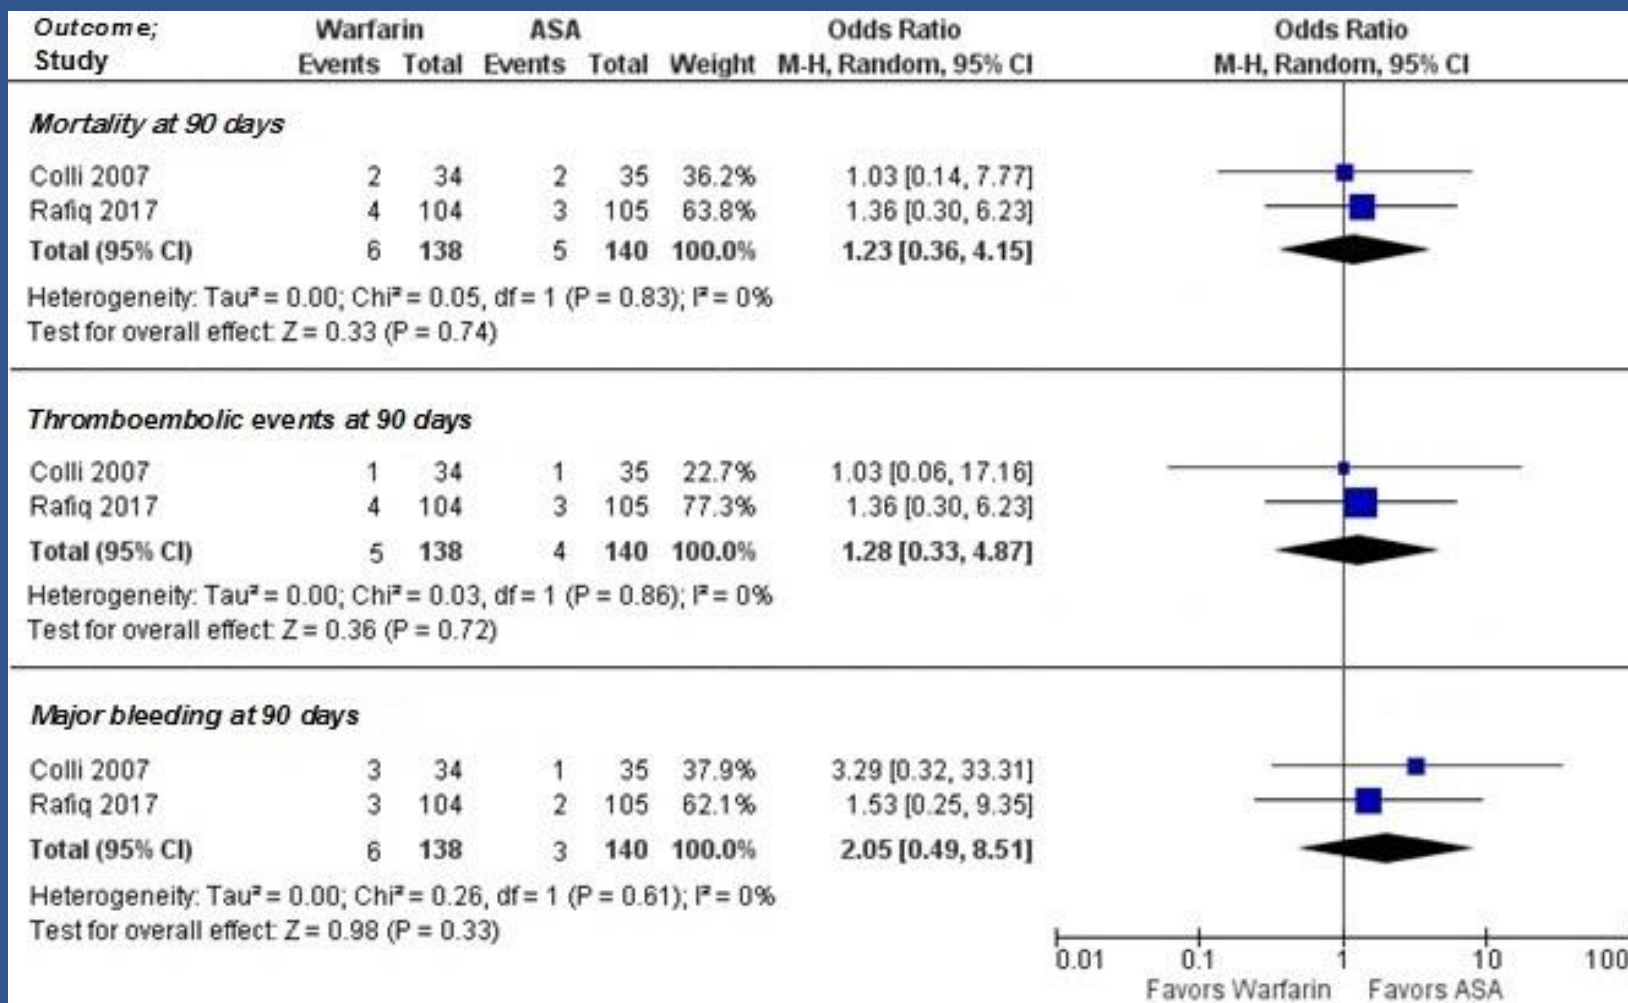 Outcome; Warfarin ASA Odds Ratio Odds Ratio
Study Events Total Events Total Weight M-H, Random, 95% CI M-H, Random, 95% CI
Mortality at 90 days
Colli 2007 2 34 2 35 36.2% 1.03 [0.14, 7.77]
Rafiq 2017 4 104 3 105 63.8% 1.36 [0.30, 6.23]
Total (95% CI) 6 138 5 140 100.0% 1.23 [0.36, 4.15]
Heterogeneity: Tau² = 0.00; Chi² = 0.05, df = 1 (P = 0.83); I² = 0%
Test for overall effect: Z = 0.33 (P = 0.74)
Thromboembolic events at 90 days
Colli 2007 1 34 1 35 22.7% 1.03 [0.06, 17.16]
Rafiq 2017 4 104 3 105 77.3% 1.36 [0.30, 6.23]
Total (95% CI) 5 138 4 140 100.0% 1.28 [0.33, 4.87]
Heterogeneity: Tau² = 0.00; Chi² = 0.03, df = 1 (P = 0.86); I² = 0%
Test for overall effect: Z = 0.36 (P = 0.72)
Major bleeding at 90 days
Colli 2007 3 34 1 35 37.9% 3.29 [0.32, 33.31]
Rafiq 2017 3 104 2 105 62.1% 1.53 [0.25, 9.35]
Total (95% CI) 6 138 3 140 100.0% 2.05 [0.49, 8.51]
Heterogeneity: Tau² = 0.00; Chi² = 0.26, df = 1 (P = 0.61); I² = 0%
Test for overall effect: Z = 0.98 (P = 0.33)
0.01 0.1 1 10 100
Favors Warfarin Favors ASA